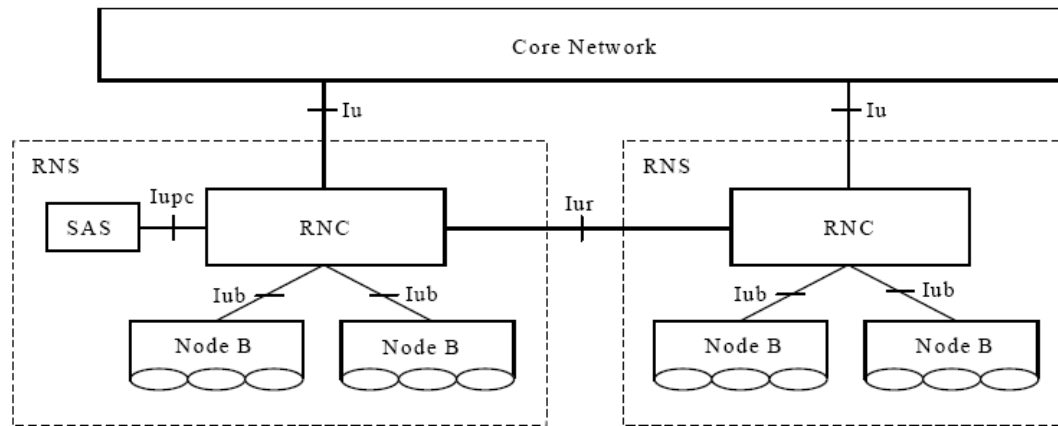 Core Network
Iu
Iu
RNS
RNS
Iupc
Iur
SAS
RNC
RNC
Iub
Iub
Iub
Iub
Node B
Node B
Node B
Node B